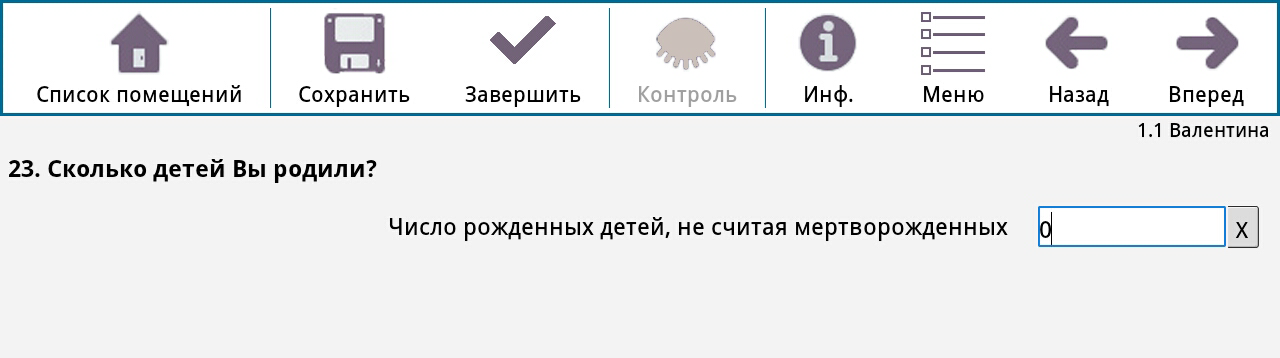 Список помещений Сохранить Завершить Контроль Инф. Меню Назад Вперед
1.1 Валентина
23. Сколько детей Вы родили?
Число рожденных детей, не считая мертворожденных 0 X